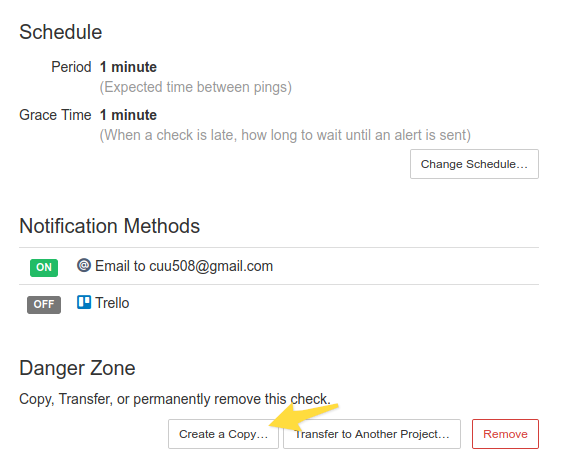 Schedule
Period 1 minute
(Expected time between pings)
Grace Time 1 minute
(When a check is late, how long to wait until an alert is sent)
Change Schedule…
Notification Methods
ON Email to cuu508@gmail.com
OFF Trello
Danger Zone
Copy, Transfer, or permanently remove this check.
Create a Copy… Transfer to Another Project… Remove